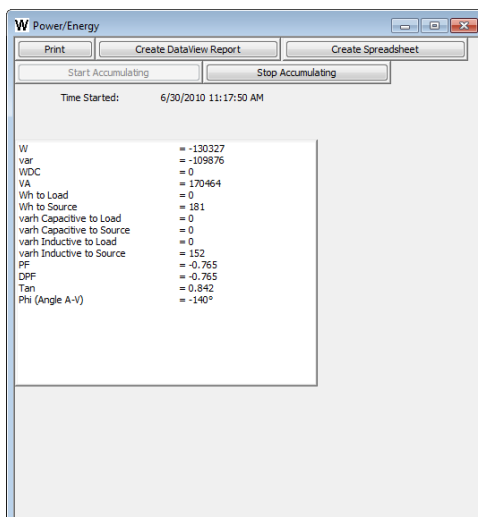 W Power/Energy
Print Create DataView Report Create Spreadsheet
Start Accumulating Stop Accumulating
Time Started: 6/30/2010 11:17:50 AM
W = -130327
var = -109876
WDC = 0
VA = 170464
Wh to Load = 0
Wh to Source = 181
varh Capacitive to Load = 0
varh Capacitive to Source = 0
varh Inductive to Load = 0
varh Inductive to Source = 152
PF = -0.765
DPF = -0.765
Tan = 0.842
Phi (Angle A-V) = -140°